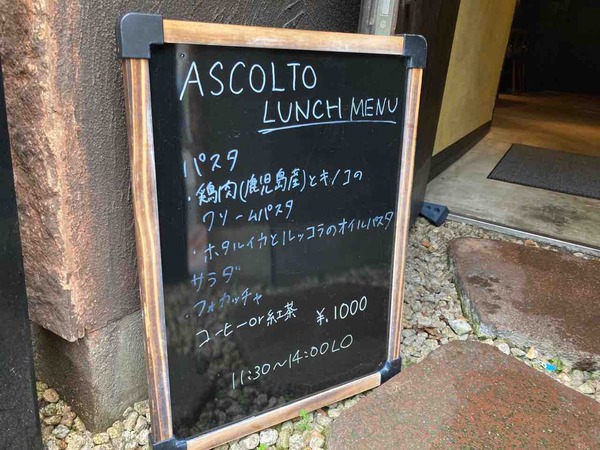 ASCOLTO
LUNCH MENU
パスタ
・鶏肉(鹿児島産)とキノコの
クリームパスタ
・ホタルイカとルッコラのオイルパスタ
サラダ
・フォカッチャ
コーヒーor紅茶 ¥.1000
11:30~14:00LO